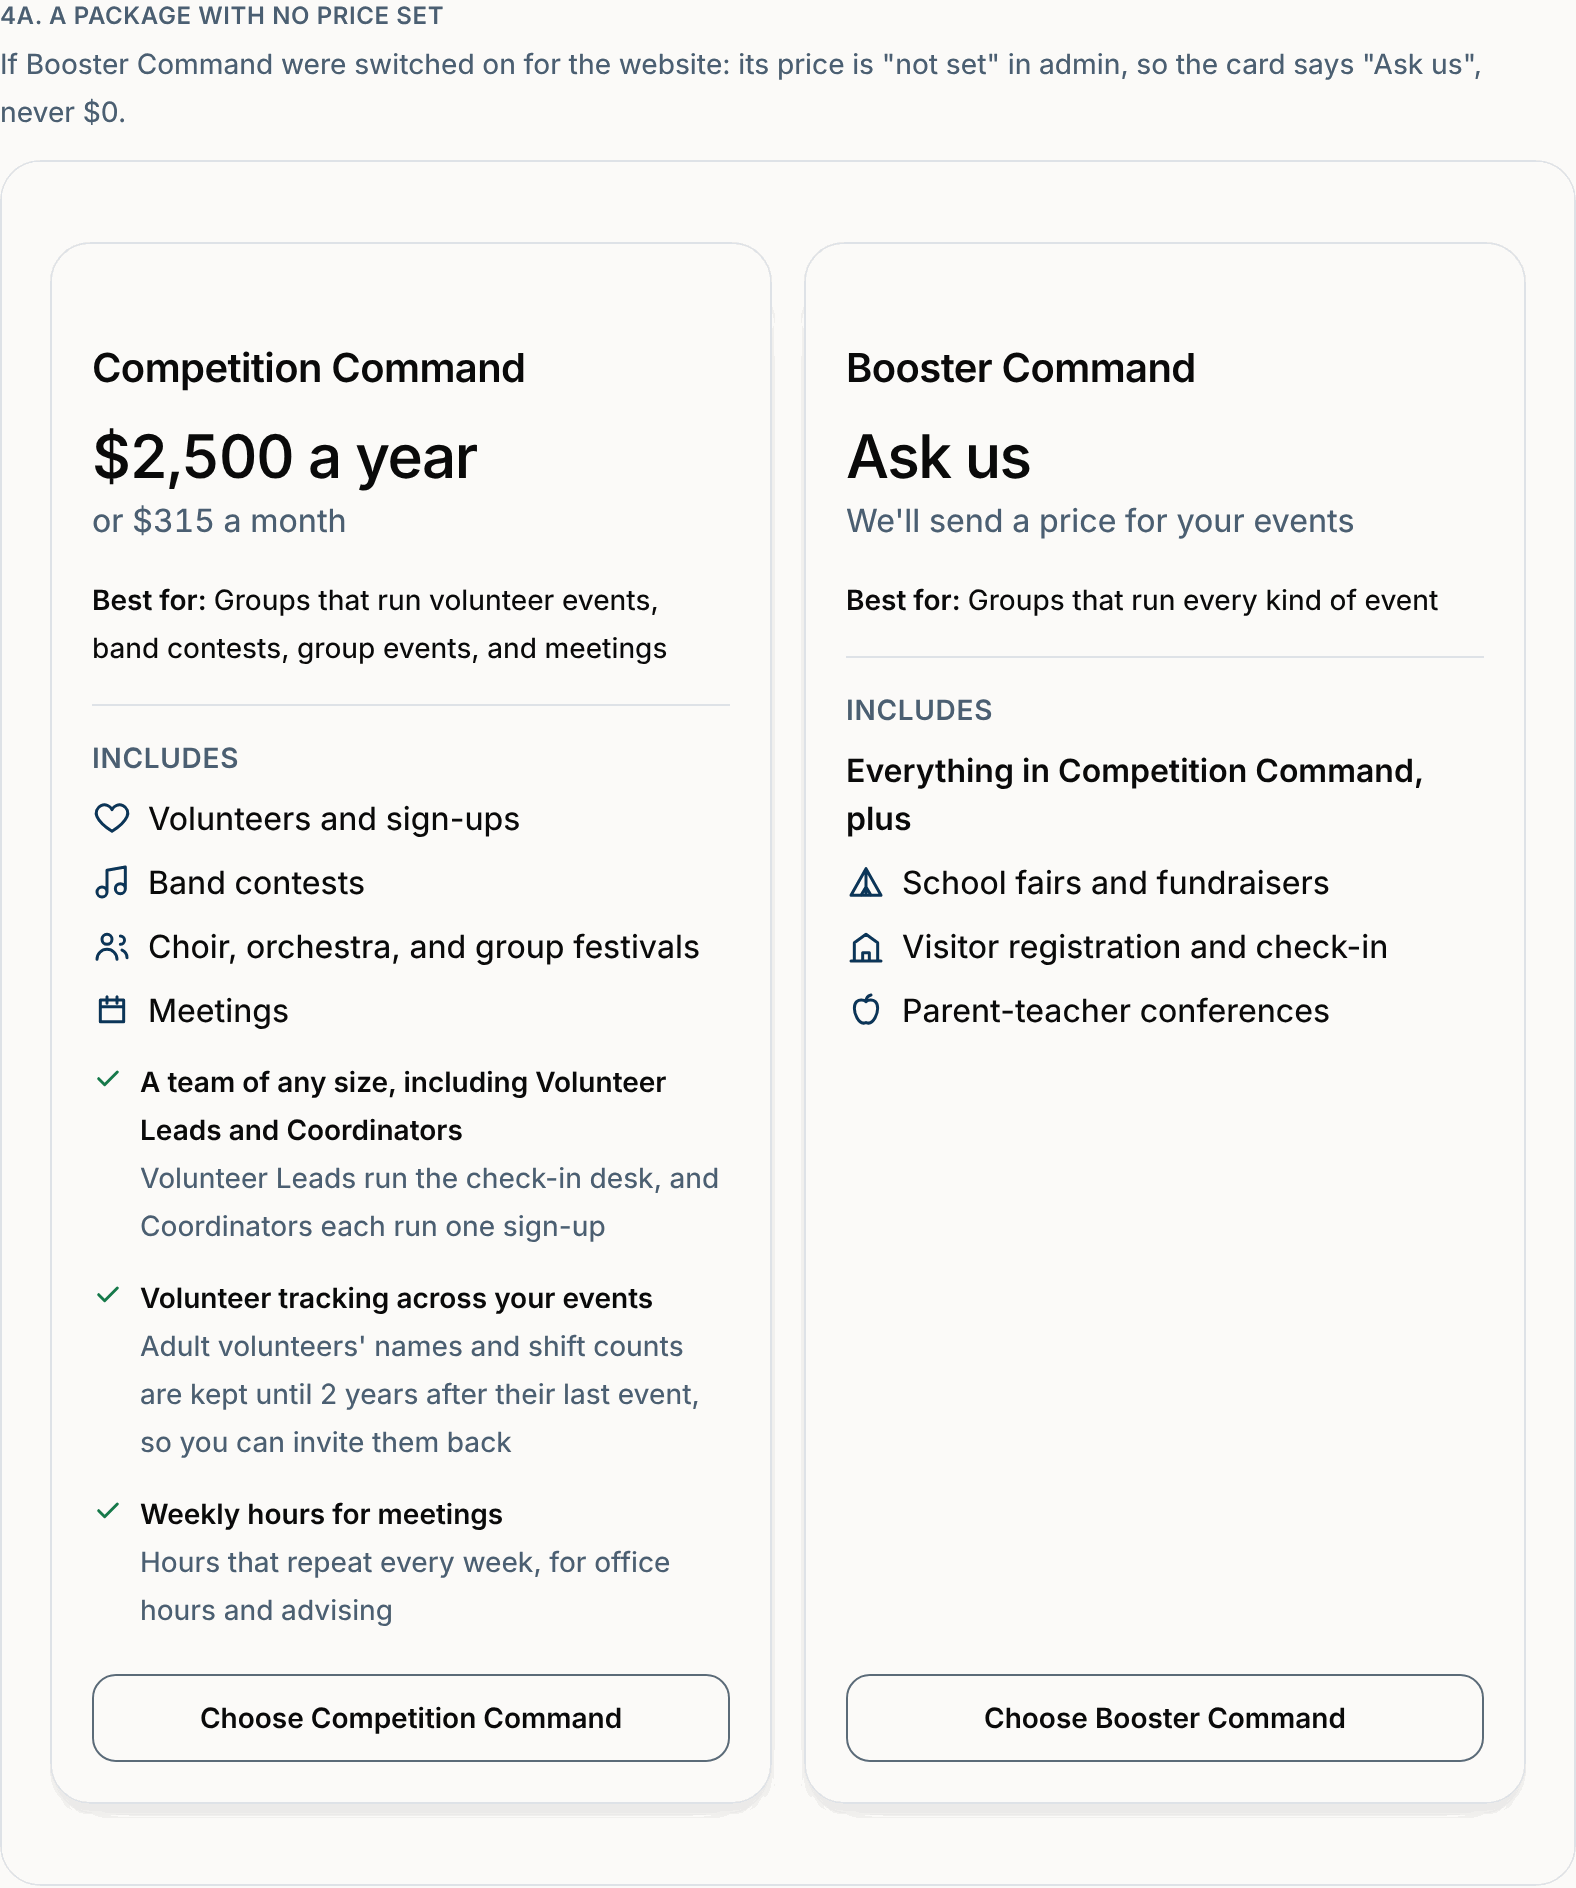 4A. A PACKAGE WITH NO PRICE SET
If Booster Command were switched on for the website: its price is "not set" in admin, so the card says "Ask us",
never $0.
Competition Command
$2,500 a year
or $315 a month
Best for: Groups that run volunteer events,
band contests, group events, and meetings
INCLUDES
Volunteers and sign-ups
Band contests
Choir, orchestra, and group festivals
Meetings
A team of any size, including Volunteer
Leads and Coordinators
Volunteer Leads run the check-in desk, and
Coordinators each run one sign-up
Volunteer tracking across your events
Adult volunteers' names and shift counts
are kept until 2 years after their last event,
so you can invite them back
Weekly hours for meetings
Hours that repeat every week, for office
hours and advising
Choose Competition Command
Booster Command
Ask us
We'll send a price for your events
Best for: Groups that run every kind of event
INCLUDES
Everything in Competition Command,
plus
School fairs and fundraisers
Visitor registration and check-in
Parent-teacher conferences
Choose Booster Command